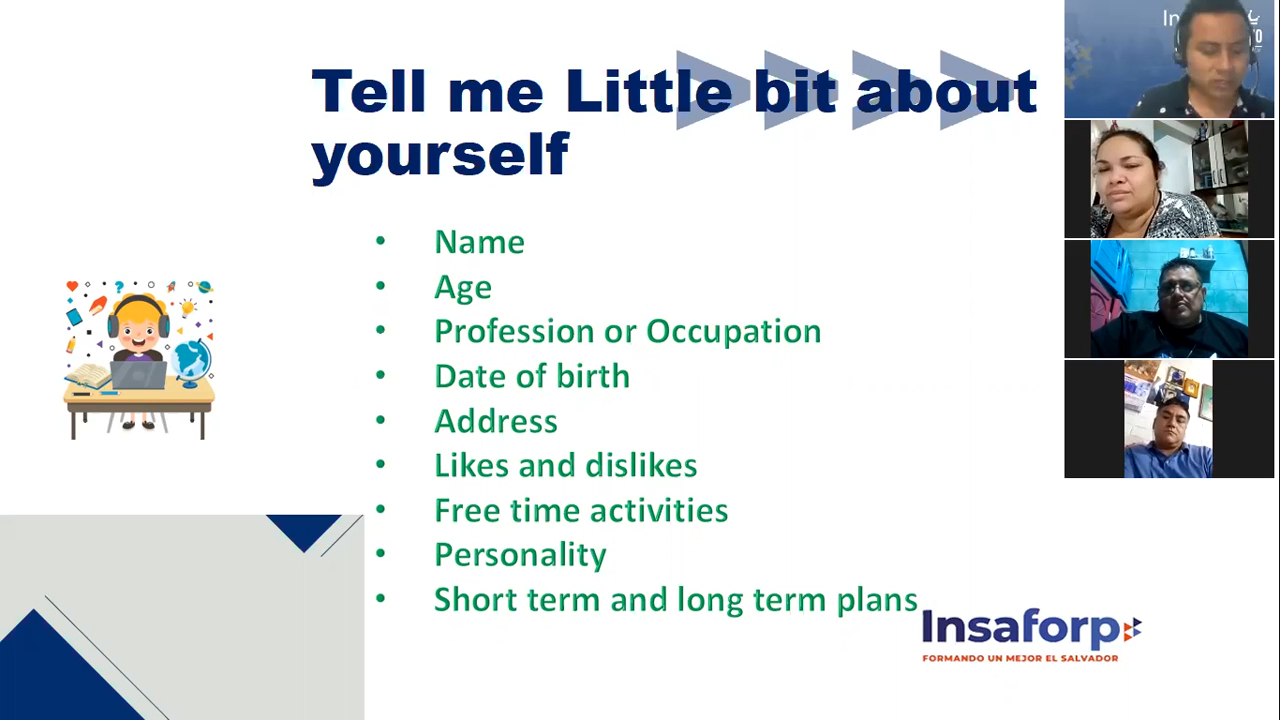 Tell me Little bit about
yourself
• Name
• Age
• Profession or Occupation
• Date of birth
• Address
• Likes and dislikes
• Free time activities
• Personality
• Short term and long term plans
Insaforp
FORMANDO UN MEJOR EL SALVADOR